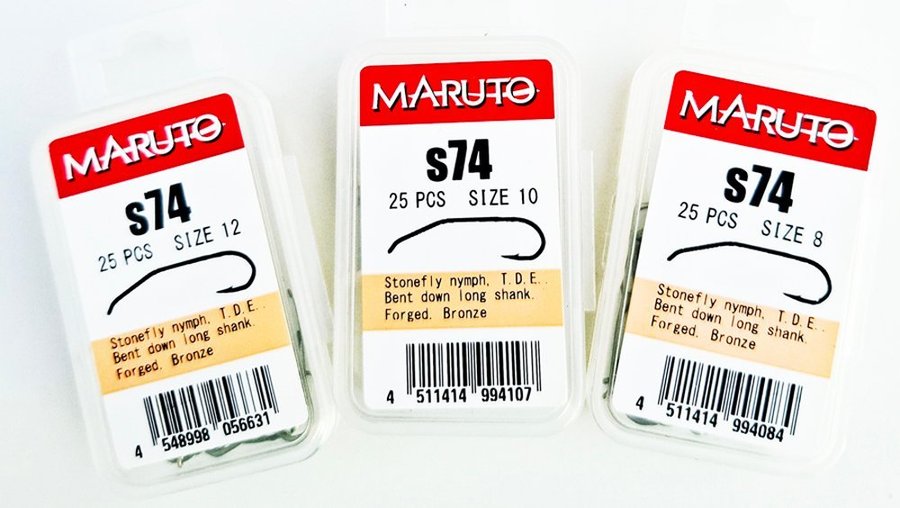 MARUTO
s74
25 PCS SIZE 12
Stonefly nymph, T.D.E..
Bent down long shank.
Forged. Bronze
4 548998 056631
MARUTO
s74
25 PCS SIZE 10
Stonefly nymph, T.D.E..
Bent down long shank.
Forged. Bronze
4 511414 994107
MARUTO
s74
25 PCS SIZE 8
Stonefly nymph, T.D.E..
Bent down long shank.
Forged. Bronze
4 511414 994084